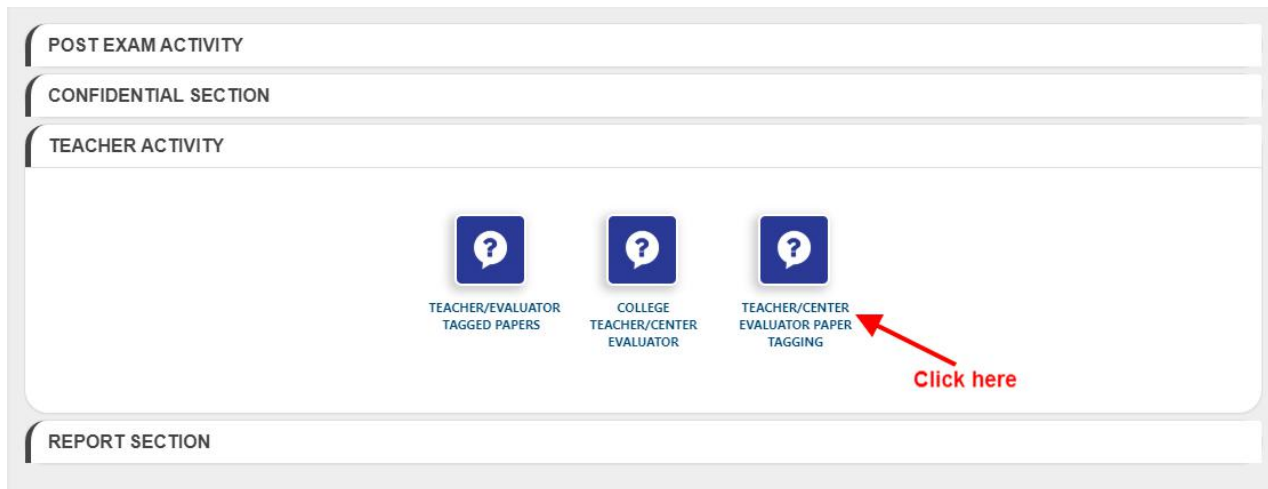 POST EXAM ACTIVITY
CONFIDENTIAL SECTION
TEACHER ACTIVITY
TEACHER/EVALUATOR
TAGGED PAPERS
COLLEGE
TEACHER/CENTER
EVALUATOR
TEACHER/CENTER
EVALUATOR PAPER
TAGGING
Click here
REPORT SECTION